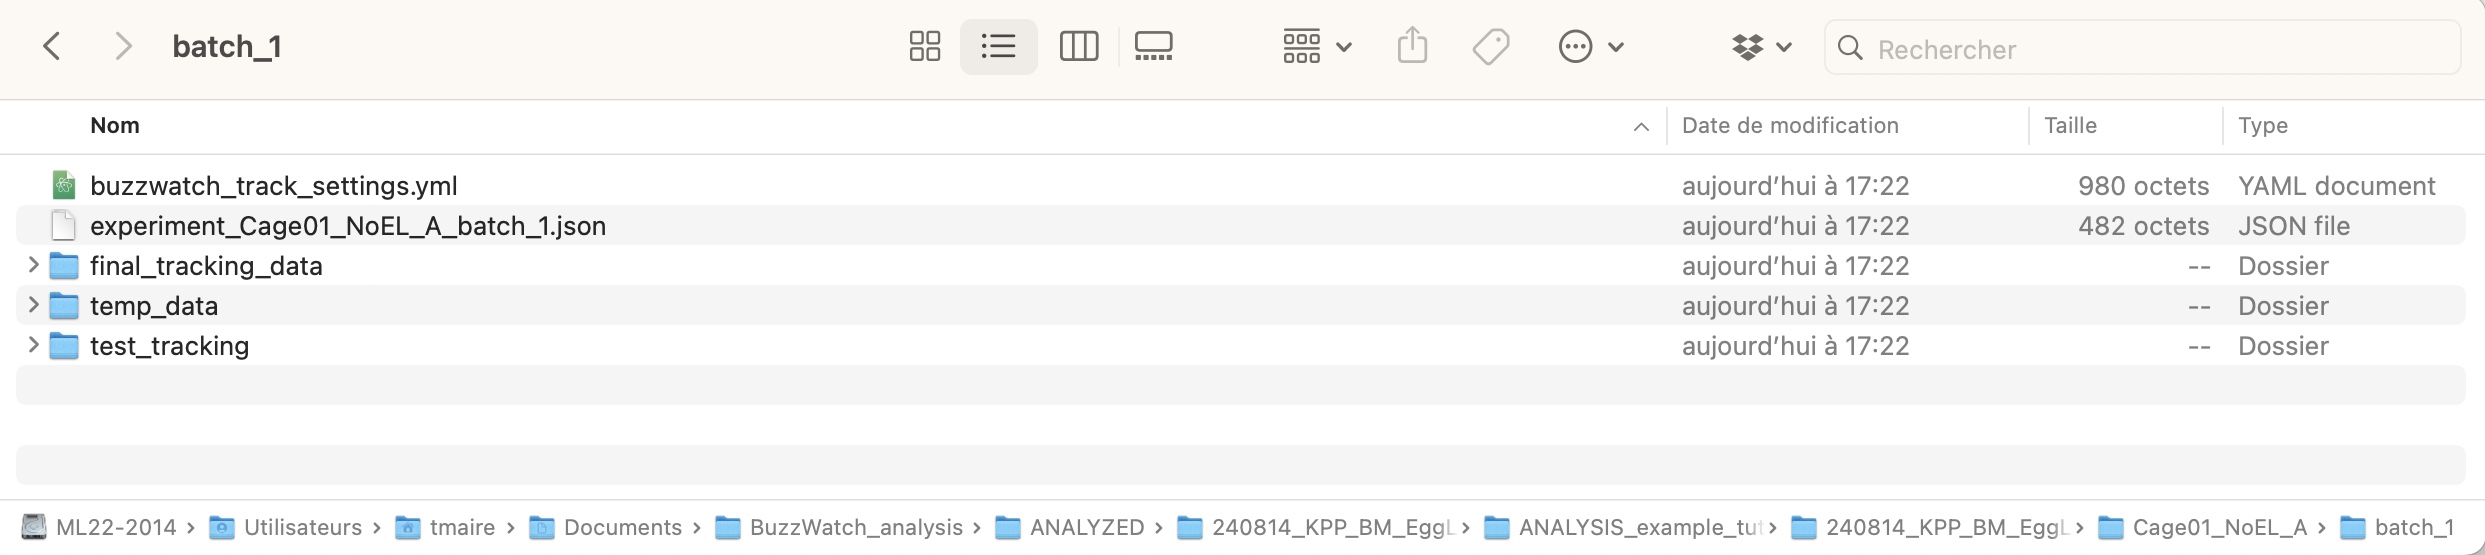 batch_1 Rechercher
Nom Date de modification Taille Type
buzzwatch_track_settings.yml aujourd’hui à 17:22 980 octets YAML document
experiment_Cage01_NoEL_A_batch_1.json aujourd’hui à 17:22 482 octets JSON file
final_tracking_data aujourd’hui à 17:22 -- Dossier
temp_data aujourd’hui à 17:22 -- Dossier
test_tracking aujourd’hui à 17:22 -- Dossier
ML22-2014 › Utilisateurs › tmaire › Documents › BuzzWatch_analysis › ANALYZED › 240814_KPP_BM_EggL › ANALYSIS_example_tut › 240814_KPP_BM_EggL › Cage01_NoEL_A › batch_1